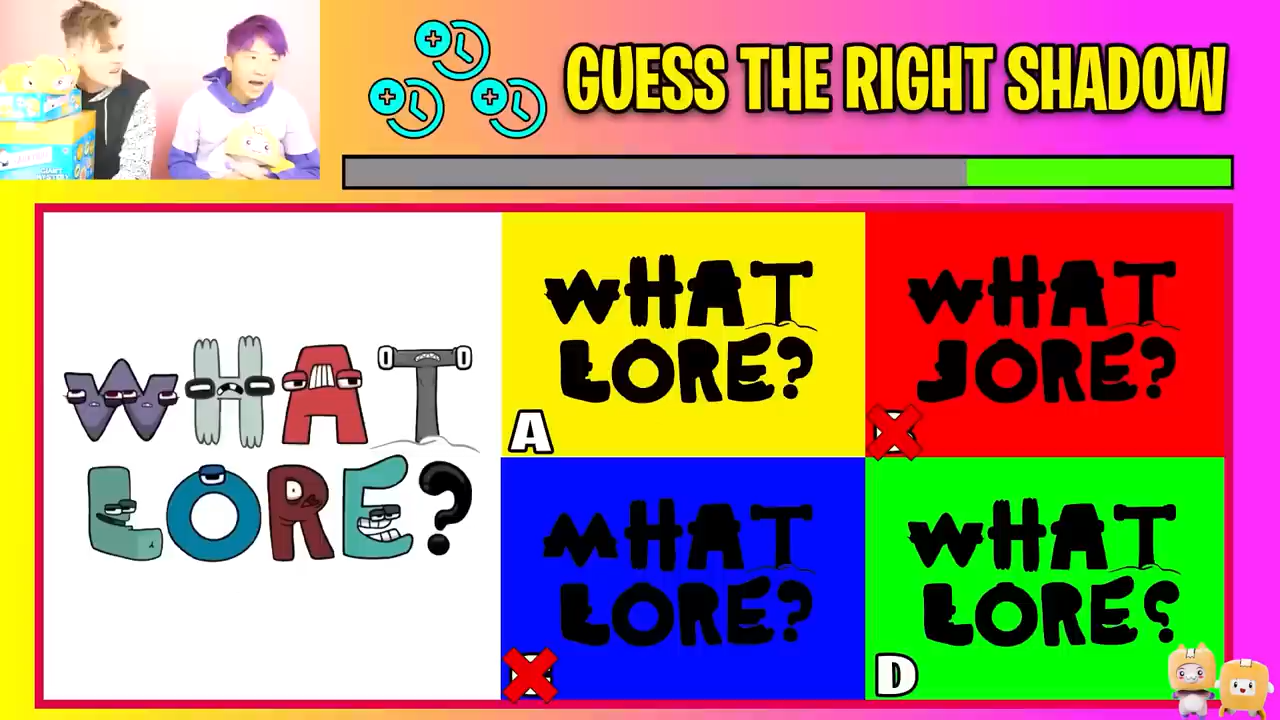 GUESS THE RIGHT SHADOW
WHAT
LORE?
WHAT
LORE?
A
WHAT
JORE?
MHAT
LORE?
WHAT
LORE
D